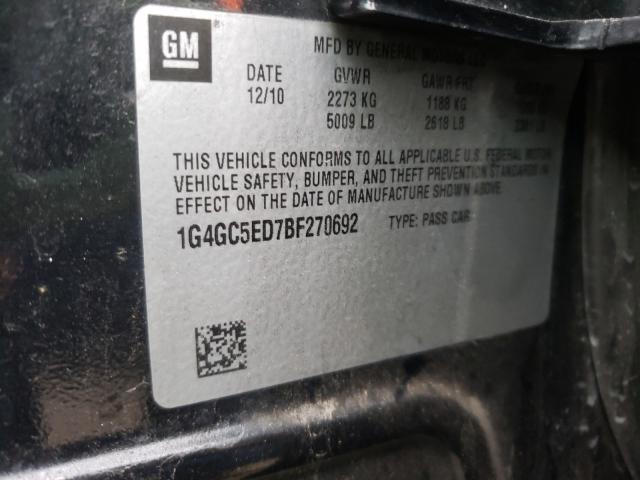 GM
MFD BY GENERAL MOTORS LLC
DATE GVWR GAWR FRT
12/10 2273 KG 1188 KG
5009 LB 2618 LB
THIS VEHICLE CONFORMS TO ALL APPLICABLE U.S. FEDERAL MOTOR
VEHICLE SAFETY, BUMPER, AND THEFT PREVENTION STANDARDS IN
EFFECT ON THE DATE OF MANUFACTURE SHOWN ABOVE.
1G4GC5ED7BF270692 TYPE: PASS CAR